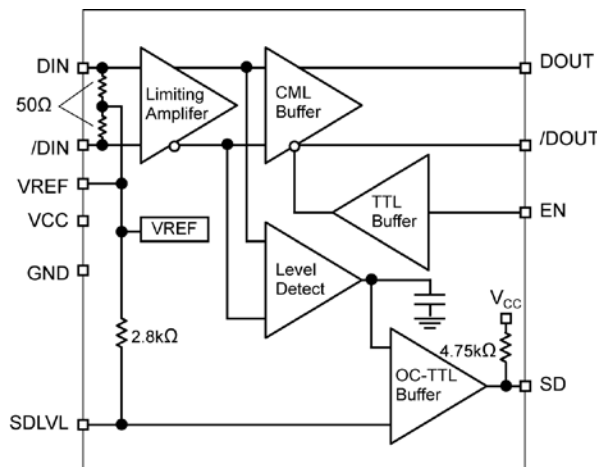 DIN
DOUT
50Ω
Limiting
Amplifer
CML
Buffer
/DIN
/DOUT
VREF
TTL
Buffer
EN
VCC
VREF
GND
Level
Detect
VCC
2.8kΩ
4.75kΩ
OC-TTL
Buffer
SD
SDLVL